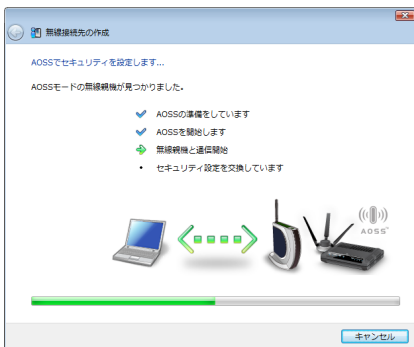 無線接続先の作成
AOSSでセキュリティを設定します...
AOSSモードの無線親機が見つかりました。
AOSSの準備をしています
AOSSを開始します
無線親機と通信開始
• セキュリティ設定を交換しています
AOSS™
キャンセル